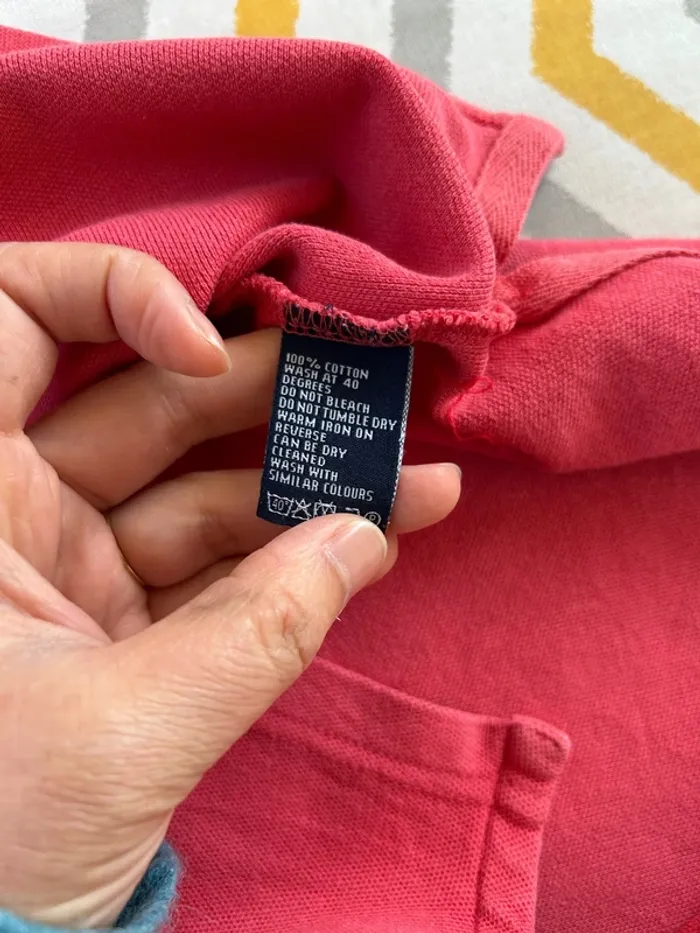 100% COTTON
WASH AT 40
DEGREES
DO NOT BLEACH
DO NOT TUMBLE DRY
WARM IRON ON
REVERSE
CAN BE DRY
CLEANED
WASH WITH
SIMILAR COLOURS
40° P